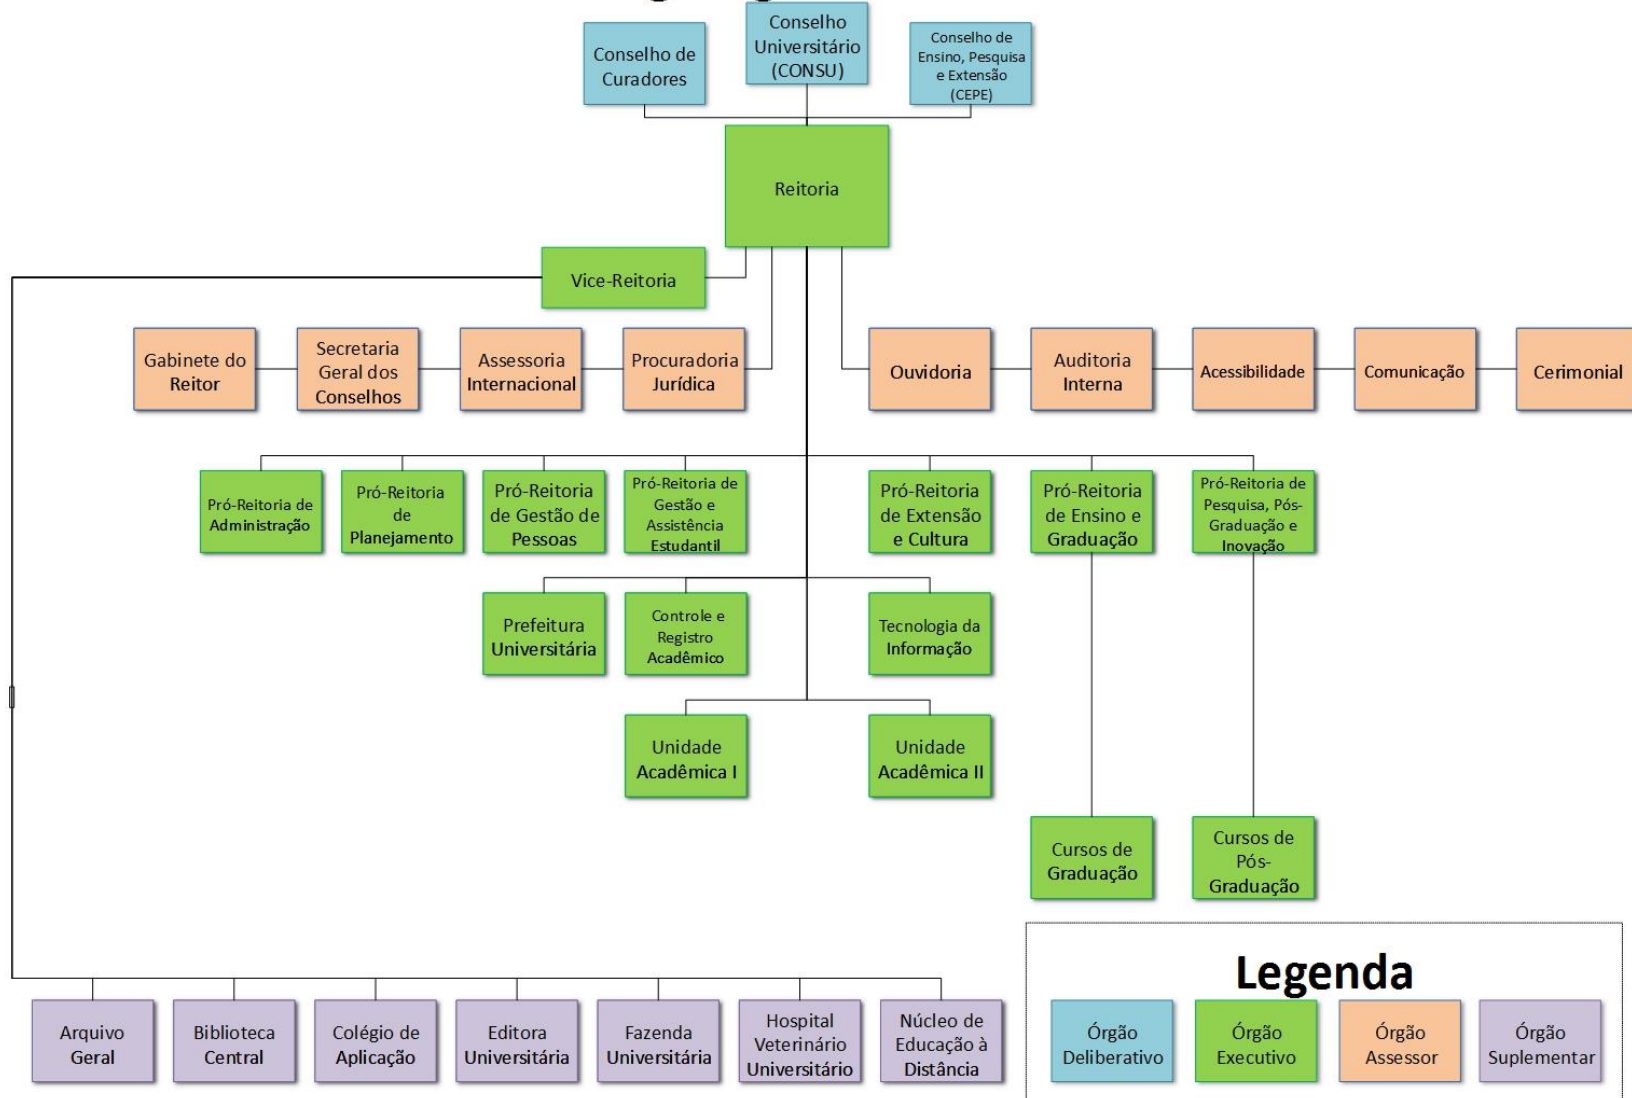 Conselho de
Curadores
Conselho
Universitário
(CONSU)
Conselho de
Ensino, Pesquisa
e Extensão
(CEPE)
Reitoria
Vice-Reitoria
Gabinete do
Reitor
Secretaria
Geral dos
Conselhos
Assessoria
Internacional
Procuradoria
Jurídica
Ouvidoria
Auditoria
Interna
Acessibilidade
Comunicação
Cerimonial
Pró-Reitoria de
Administração
Pró-Reitoria
de
Planejamento
Pró-Reitoria
de Gestão de
Pessoas
Pró-Reitoria de
Gestão e
Assistência
Estudantil
Pró-Reitoria
de Extensão
e Cultura
Pró-Reitoria
de Ensino e
Graduação
Pró-Reitoria de
Pesquisa, Pós-
Graduação e
Inovação
Prefeitura
Universitária
Controle e
Registro
Acadêmico
Tecnologia da
Informação
Unidade
Acadêmica I
Unidade
Acadêmica II
Cursos de
Graduação
Cursos de
Pós-
Graduação
Arquivo
Geral
Biblioteca
Central
Colégio de
Aplicação
Editora
Universitária
Fazenda
Universitária
Hospital
Veterinário
Universitário
Núcleo de
Educação à
Distância
Legenda
Órgão
Deliberativo
Órgão
Executivo
Órgão
Assessor
Órgão
Suplementar